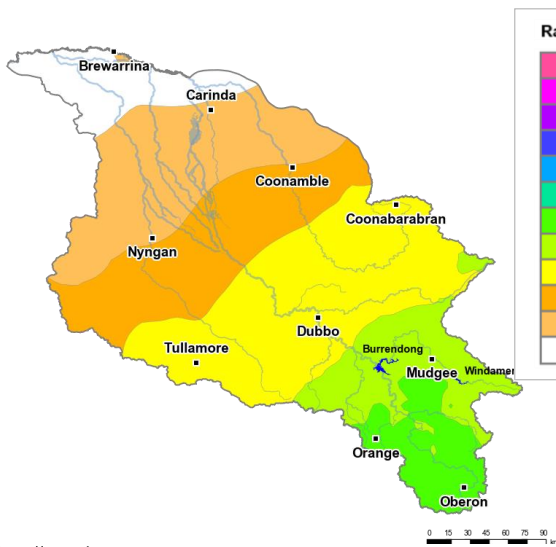 Ra
Brewarrina
Carinda
Coonamble
Coonabarabran
Nyngan
Dubbo
Tullamore
Burrendong
Mudgee
Windamer
Orange
Oberon
0 15 30 45 60 75 90